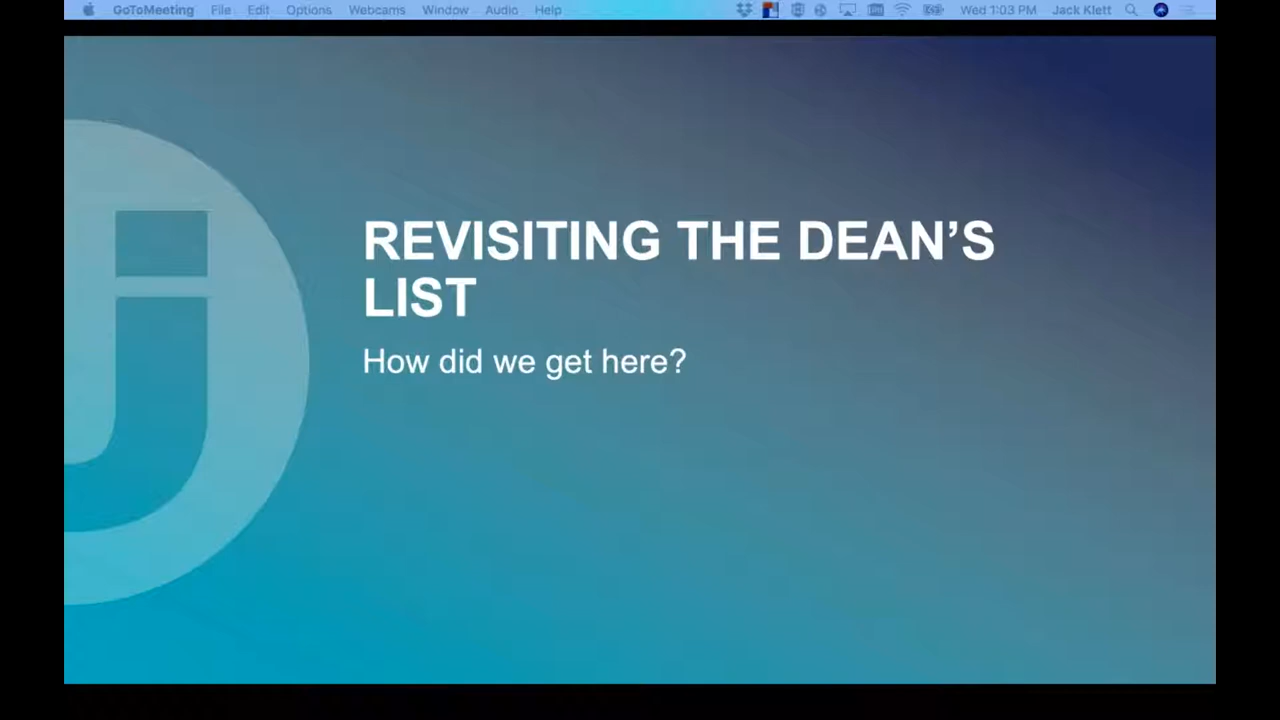 GoToMeeting File Edit Options Webcams Window Audio Help Wed 1:03 PM Jack Klett
REVISITING THE DEAN’S
LIST
How did we get here?